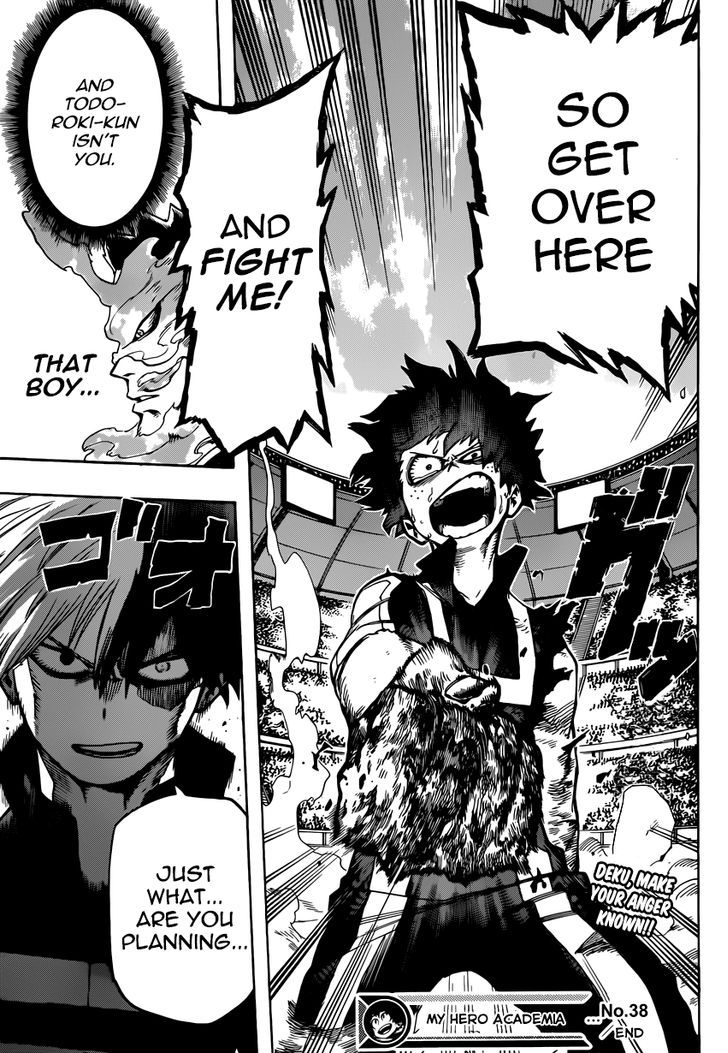 SO
GET
OVER
HERE
AND
FIGHT
ME!
AND
TODO-
ROKI-KUN
ISN'T
YOU.
THAT
BOY...
グッ
ゴオ
JUST
WHAT...
ARE YOU
PLANNING...
DEKU, MAKE
YOUR ANGER
KNOWN!!
MY HERO ACADEMIA
...No.38
END